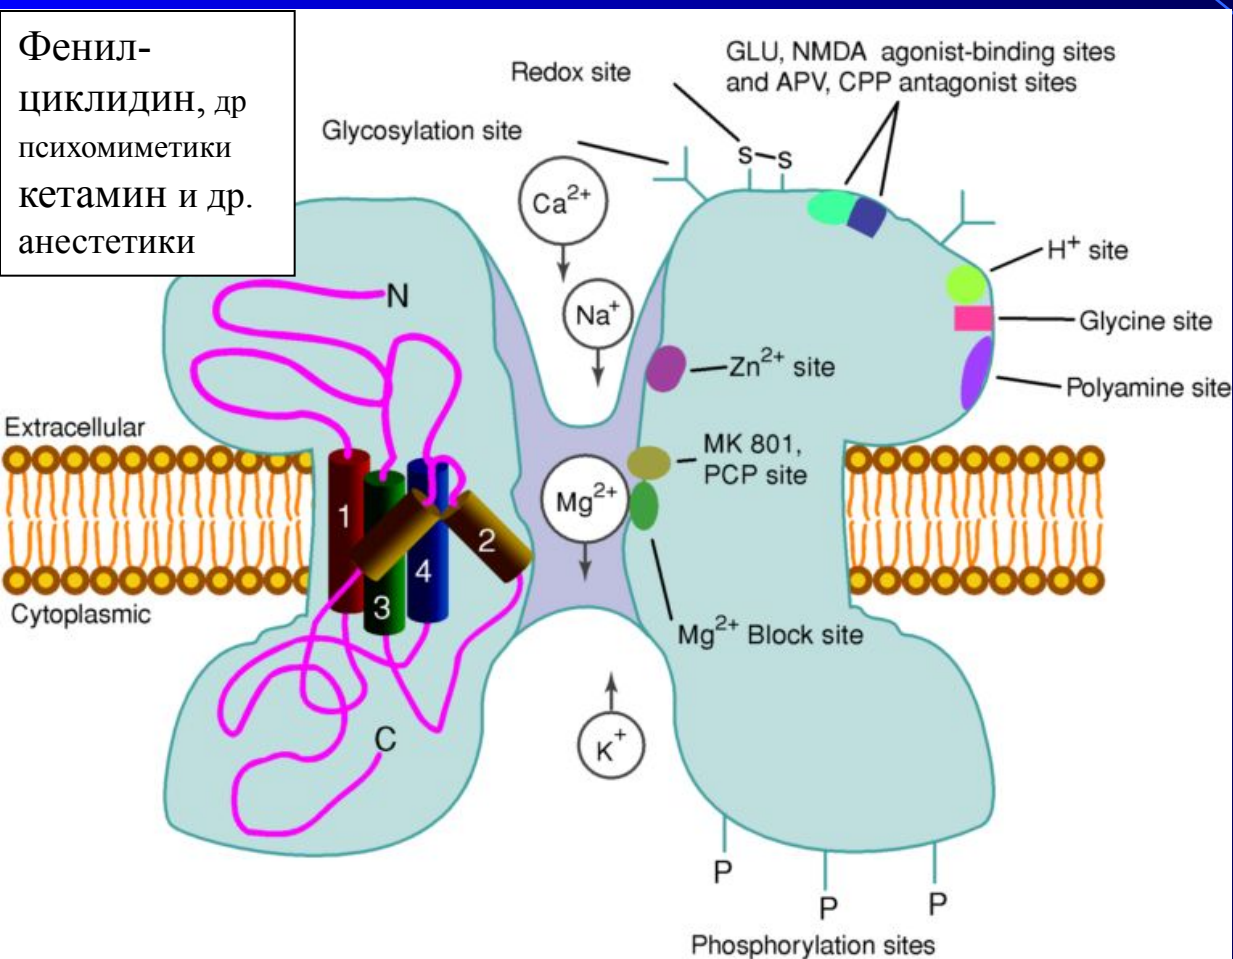 Фенил-
циклидин, др
психомиметики
кетамин и др.
анестетики
GLU, NMDA agonist-binding sites
and APV, CPP antagonist sites
Redox site
Glycosylation site
S–S
Ca²⁺
H⁺ site
N
Na⁺
Glycine site
Zn²⁺ site
Polyamine site
Extracellular
MK 801,
PCP site
Mg²⁺
1
2
4
3
Cytoplasmic
Mg²⁺ Block site
K⁺
C
P
P
P
Phosphorylation sites